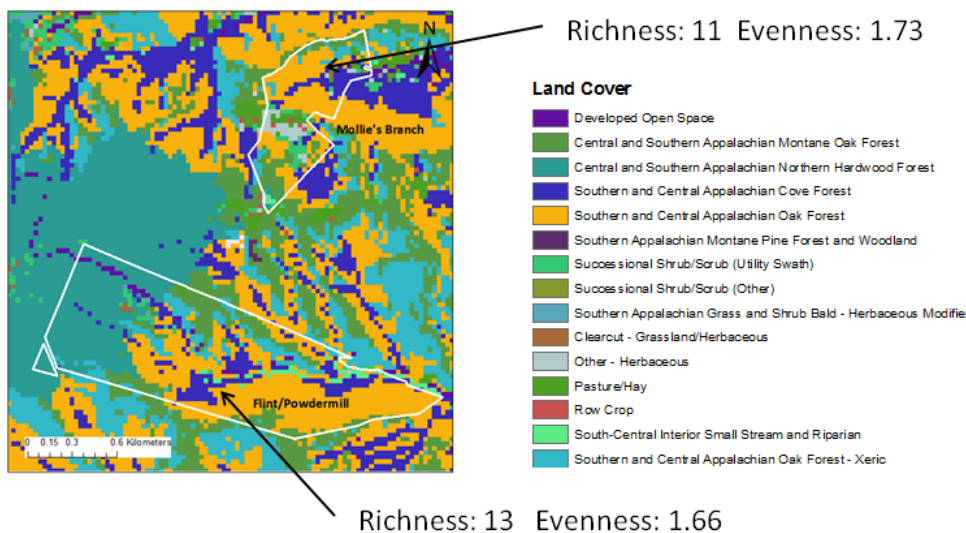 Richness: 11 Evenness: 1.73
N
Mollie's Branch
Flint/Powdermill
0 0.15 0.3 0.6 Kilometers
Land Cover
Developed Open Space
Central and Southern Appalachian Montane Oak Forest
Central and Southern Appalachian Northern Hardwood Forest
Southern and Central Appalachian Cove Forest
Southern and Central Appalachian Oak Forest
Southern Appalachian Montane Pine Forest and Woodland
Successional Shrub/Scrub (Utility Swath)
Successional Shrub/Scrub (Other)
Southern Appalachian Grass and Shrub Bald - Herbaceous Modifie
Clearcut - Grassland/Herbaceous
Other - Herbaceous
Pasture/Hay
Row Crop
South-Central Interior Small Stream and Riparian
Southern and Central Appalachian Oak Forest - Xeric
Richness: 13 Evenness: 1.66